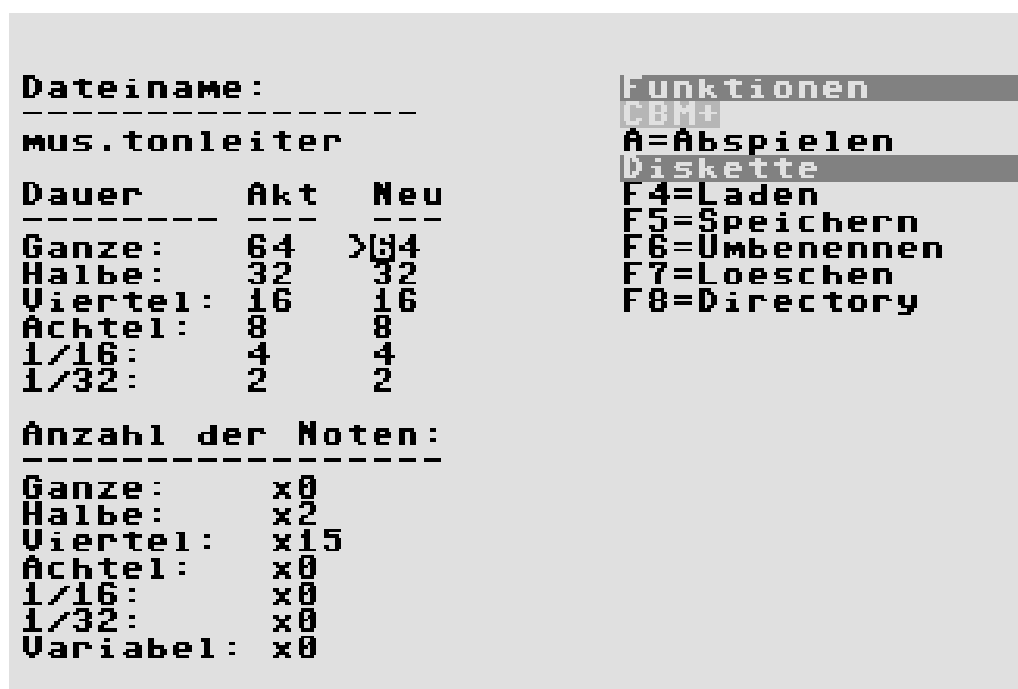 Dateiname:
-----------------
mus.tonleiter
Dauer Akt Neu
-------- --- ---
Ganze: 64 >64
Halbe: 32 32
Viertel: 16 16
Achtel: 8 8
1/16: 4 4
1/32: 2 2
Anzahl der Noten:
------------------
Ganze: x0
Halbe: x2
Viertel: x15
Achtel: x0
1/16: x0
1/32: x0
Variabel: x0
Funktionen
CBM+
A=Abspielen
Diskette
F4=Laden
F5=Speichern
F6=Umbenennen
F7=Loeschen
F8=Directory